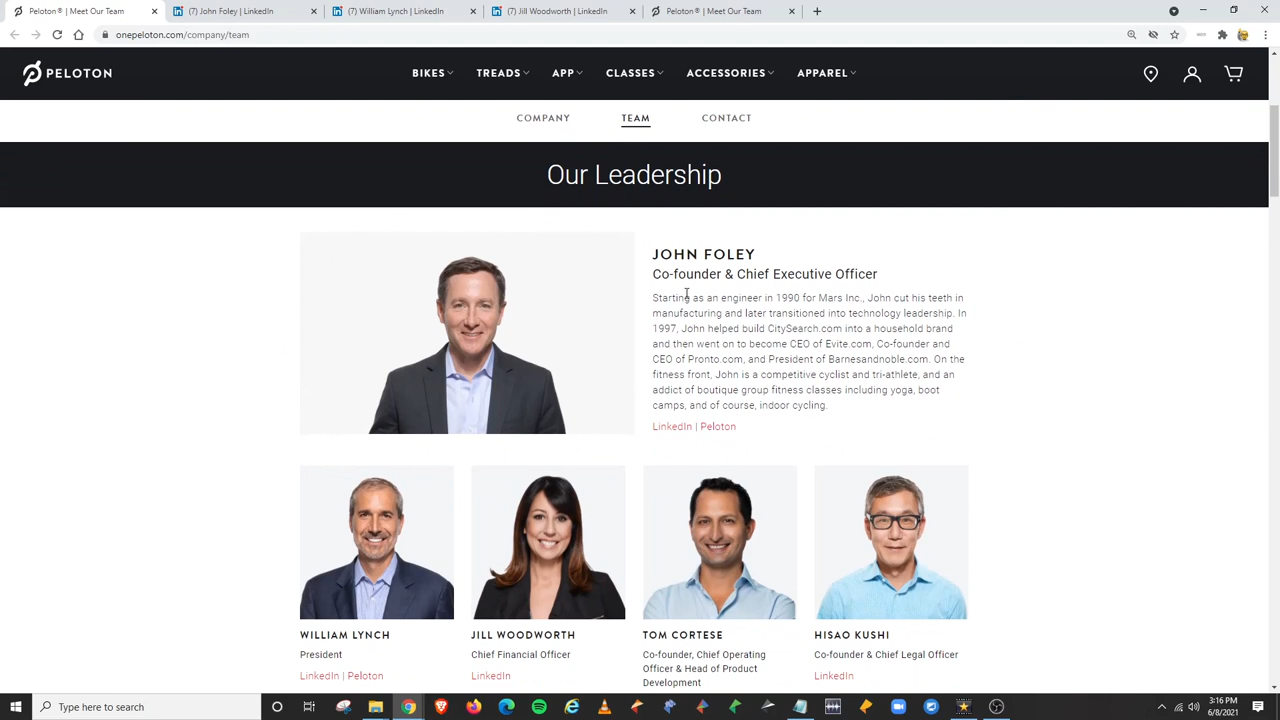 Peloton® | Meet Our Team
(7) John Foley | LinkedIn
(7) William Lynch | LinkedIn
(7) Jill Woodworth | LinkedIn
Peloton® | Meet Our Team
onepeloton.com/company/team
PELOTON
BIKES
TREADS
APP
CLASSES
ACCESSORIES
APPAREL
COMPANY
TEAM
CONTACT
Our Leadership
JOHN FOLEY
Co-founder & Chief Executive Officer
Starting as an engineer in 1990 for Mars Inc., John cut his teeth in
manufacturing and later transitioned into technology leadership. In
1997, John helped build CitySearch.com into a household brand
and then went on to become CEO of Evite.com, Co-founder and
CEO of Pronto.com, and President of Barnesandnoble.com. On the
fitness front, John is a competitive cyclist and tri-athlete, and an
addict of boutique group fitness classes including yoga, boot
camps, and of course, indoor cycling.
LinkedIn | Peloton
WILLIAM LYNCH
President
LinkedIn | Peloton
JILL WOODWORTH
Chief Financial Officer
LinkedIn
TOM CORTESE
Co-founder, Chief Operating
Officer & Head of Product
Development
HISAO KUSHI
Co-founder & Chief Legal Officer
LinkedIn
Type here to search
3:16 PM
6/8/2021